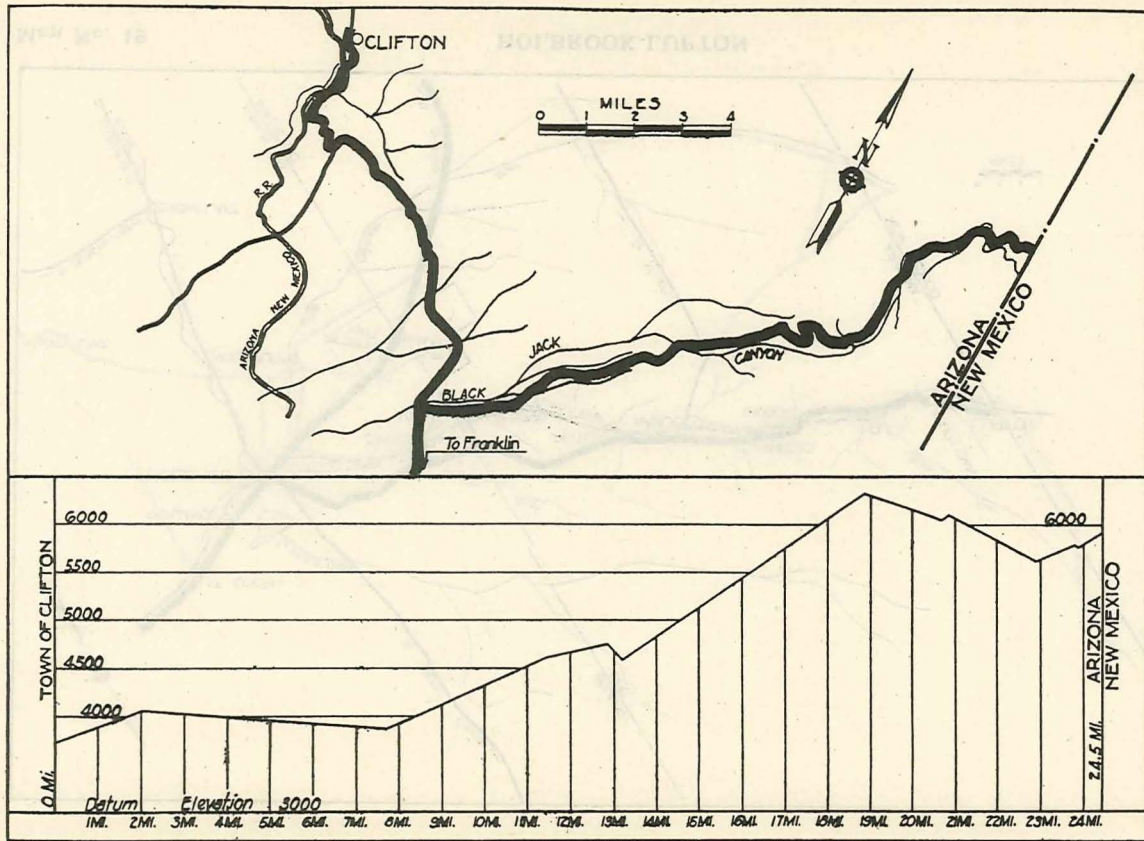 CLIFTON
MILES
0 1 2 3 4
N
R.R.
NEW MEXICO
ARIZONA
JACK
CANYON
BLACK
To Franklin
ARIZONA
NEW MEXICO
TOWN OF CLIFTON
6000
6000
5500
5000
4500
4000
ARIZONA
NEW MEXICO
0 MI.
24.5 MI.
Datum Elevation 3000
1MI. 2MI. 3MI. 4MI. 5MI. 6MI. 7MI. 8MI. 9MI. 10MI. 11MI. 12MI. 13MI. 14MI. 15MI. 16MI. 17MI. 18MI. 19MI. 20MI. 21MI. 22MI. 23MI. 24MI.